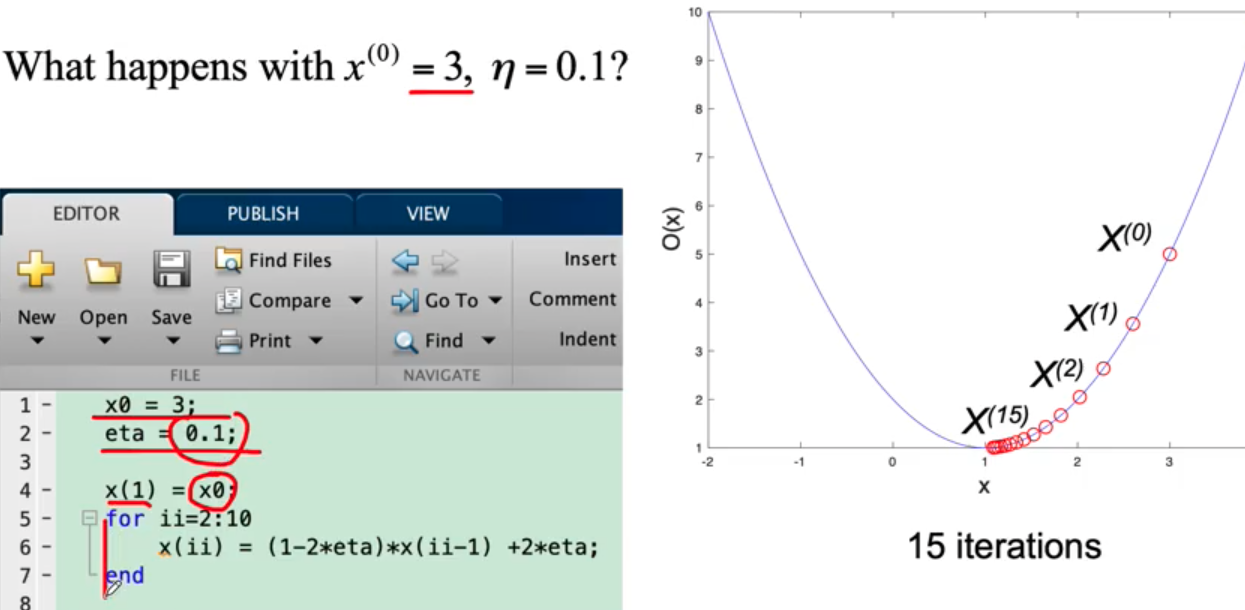 What happens with x^(0) = 3, η = 0.1?
EDITOR PUBLISH VIEW
New Open Save
Find Files
Compare
Print
Go To
Find
Insert
Comment
Indent
FILE NAVIGATE
1 - x0 = 3;
2 - eta = 0.1;
3
4 - x(1) = x0;
5 - for ii=2:10
6 - x(ii) = (1-2*eta)*x(ii-1) +2*eta;
7 - end
8
10
9
8
7
6
5
4
3
2
1
O(x)
X^(0)
X^(1)
X^(2)
X^(15)
-2 -1 0 1 2 3
x
15 iterations